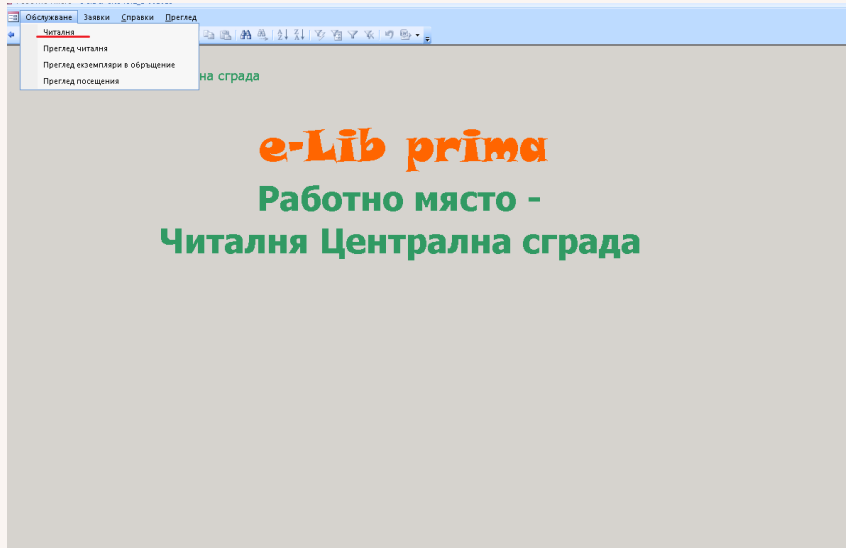 Обслужване Заявки Справки Преглед
Читалня
Преглед читалня
Преглед екземпляри в обръщение
Преглед посещения
на сграда
e-Lib prima
Работно място -
Читалня Централна сграда